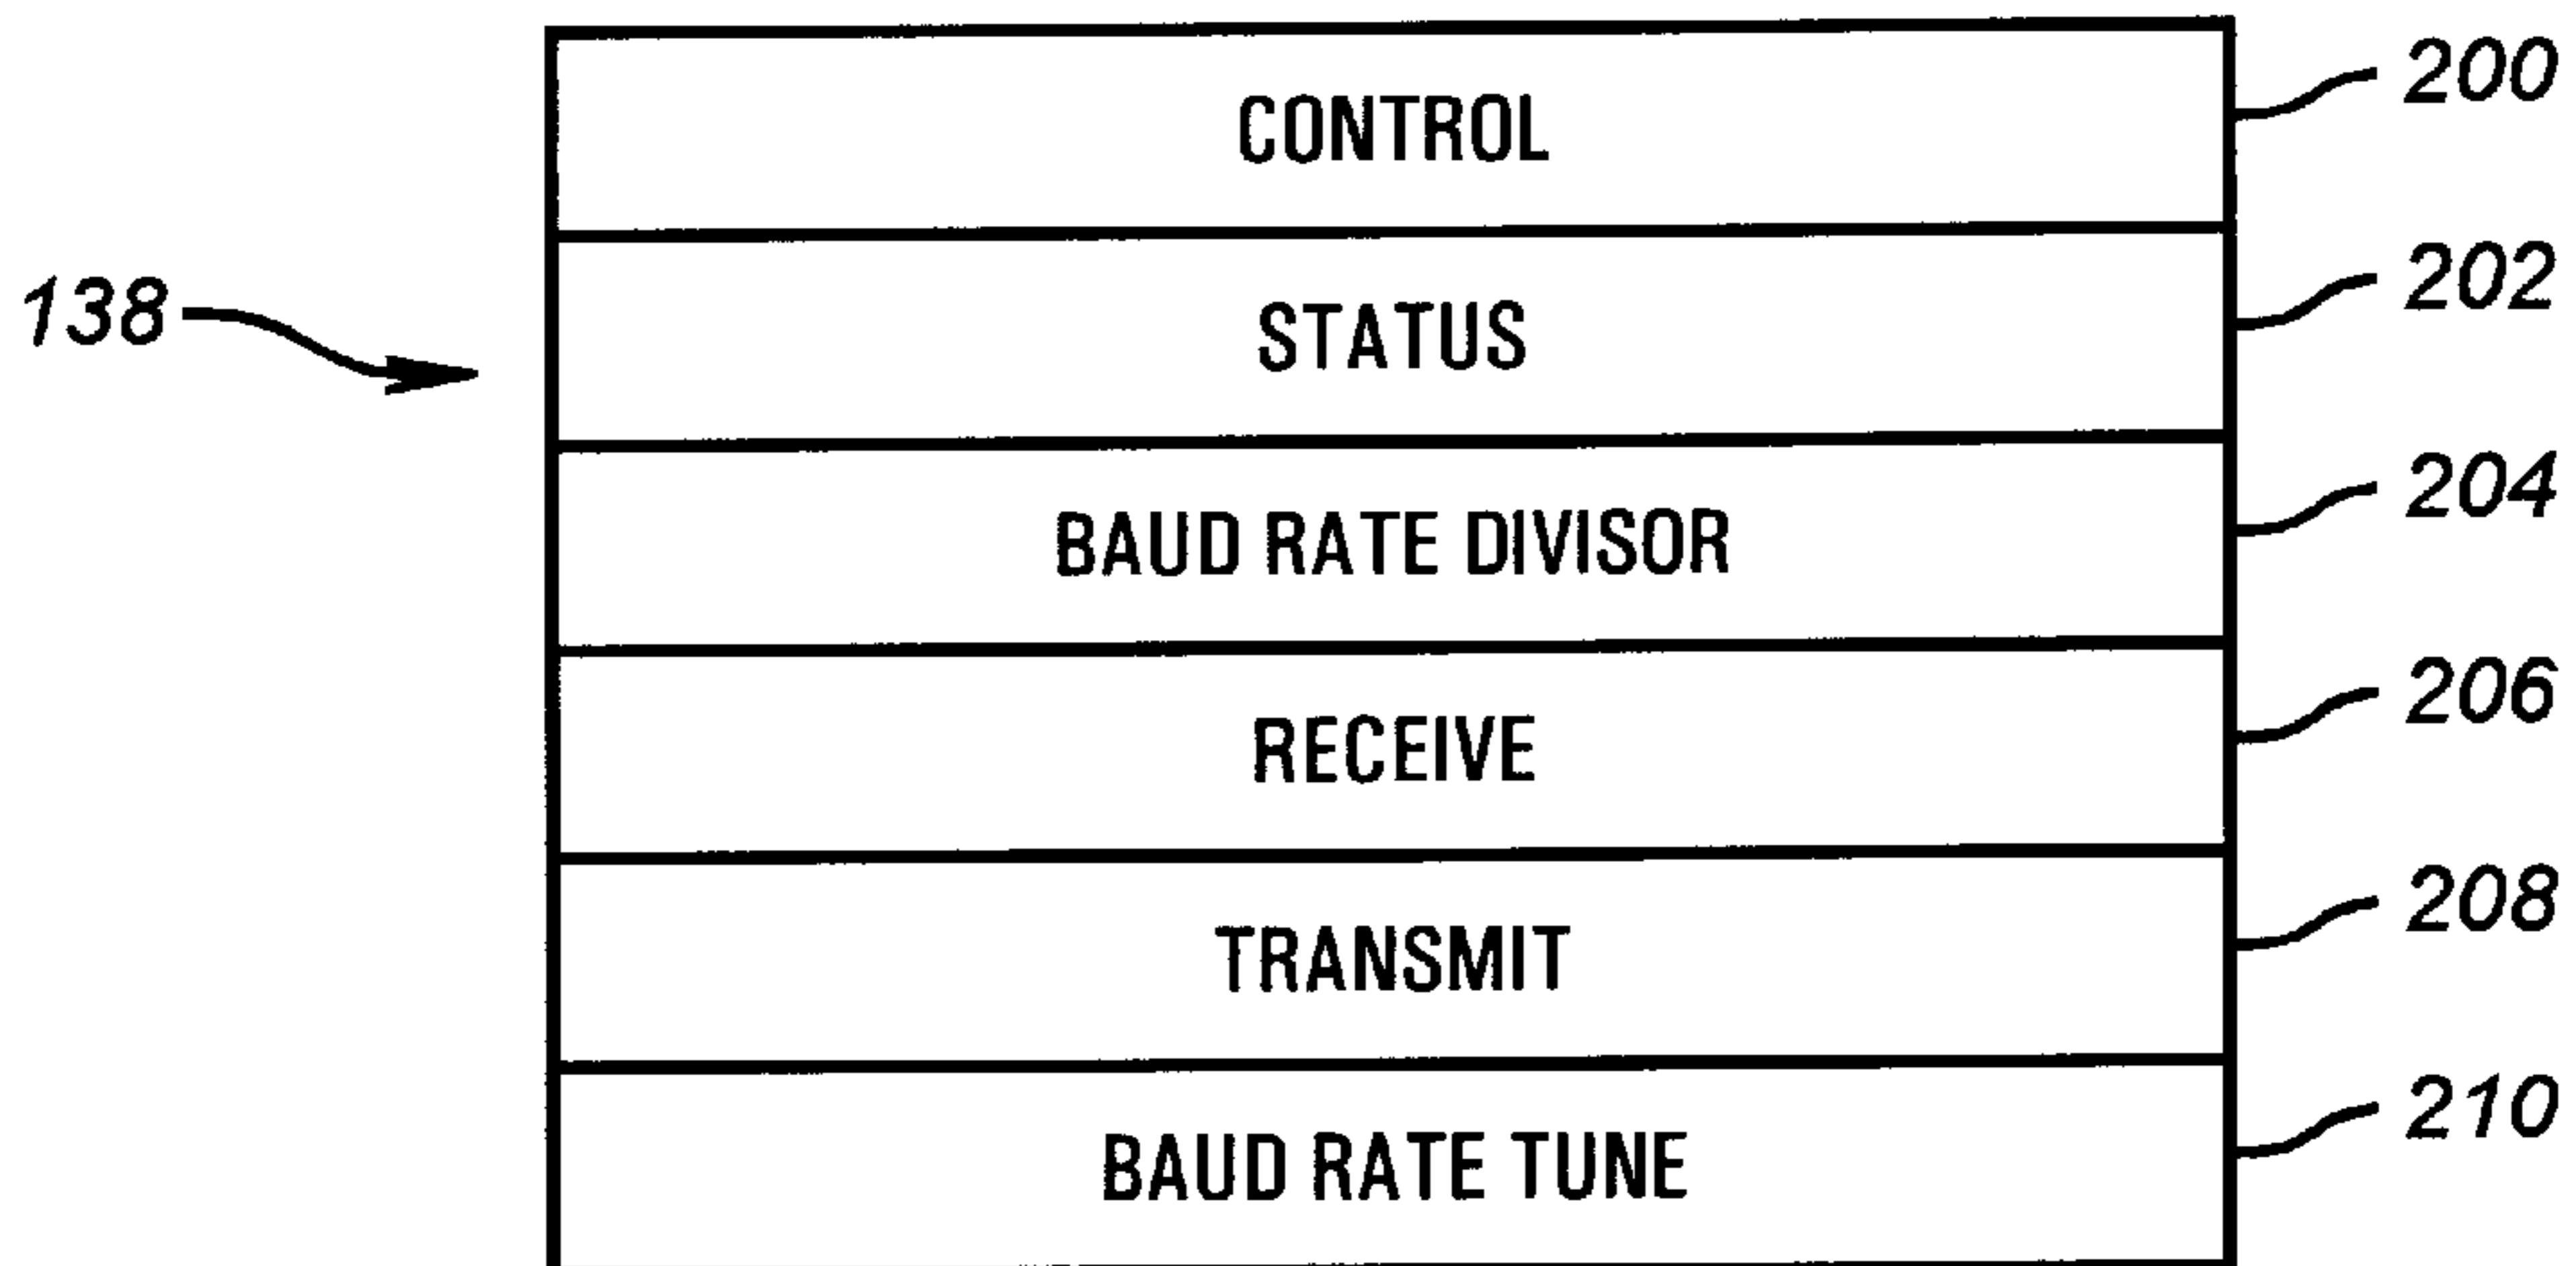 CONTROL 200
138 STATUS 202
BAUD RATE DIVISOR 204
RECEIVE 206
TRANSMIT 208
BAUD RATE TUNE 210